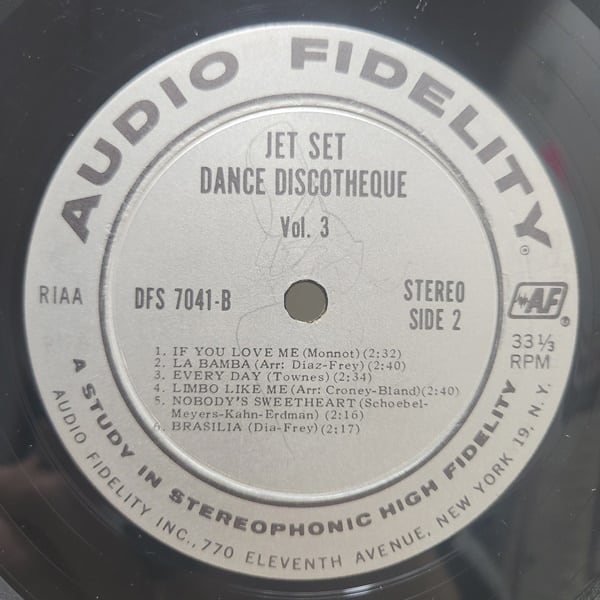 AUDIO FIDELITY®
JET SET
DANCE DISCOTHEQUE
Vol. 3
RIAA
DFS 7041-B
STEREO
SIDE 2
AF®
33 1/3
RPM
1. IF YOU LOVE ME (Monnot) (2:32)
2. LA BAMBA (Arr: Diaz-Frey) (2:40)
3. EVERY DAY (Townes) (2:34)
4. LIMBO LIKE ME (Arr: Croney-Bland) (2:40)
5. NOBODY'S SWEETHEART (Schoebel-
Meyers-Kahn-Erdman) (2:16)
6. BRASILIA (Dia-Frey) (2:17)
A STUDY IN STEREOPHONIC HIGH FIDELITY
AUDIO FIDELITY INC., 770 ELEVENTH AVENUE, NEW YORK 19, N.Y.